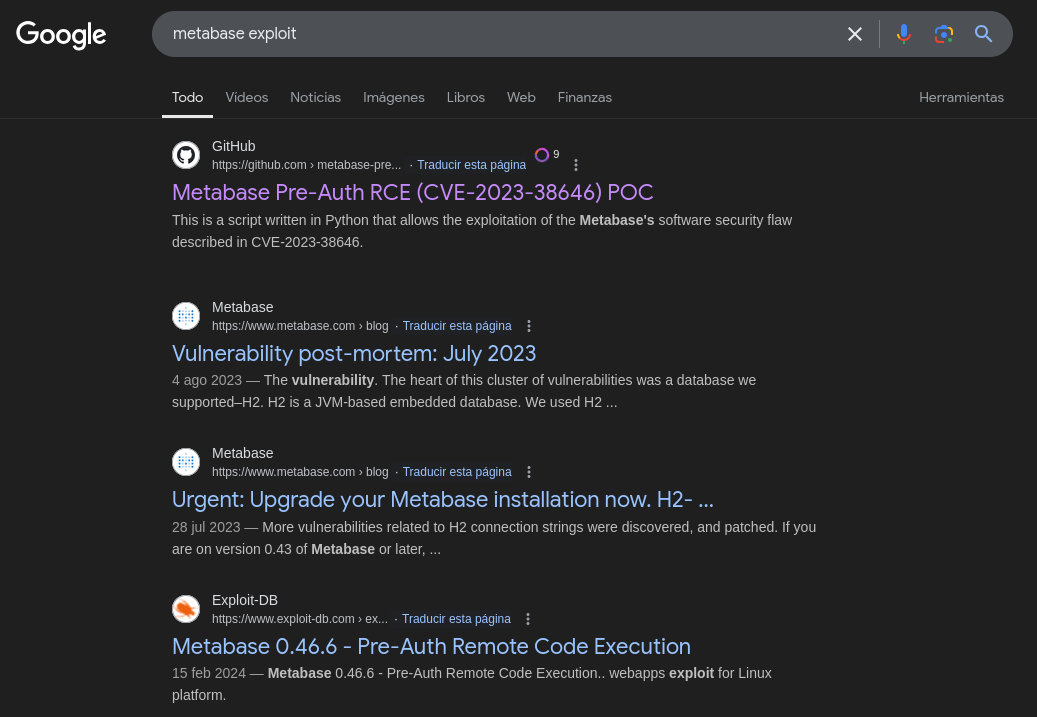 Google
metabase exploit
Todo Vídeos Noticias Imágenes Libros Web Finanzas Herramientas
GitHub
https://github.com › metabase-pre... · Traducir esta página 9
Metabase Pre-Auth RCE (CVE-2023-38646) POC
This is a script written in Python that allows the exploitation of the Metabase's software security flaw
described in CVE-2023-38646.
Metabase
https://www.metabase.com › blog · Traducir esta página
Vulnerability post-mortem: July 2023
4 ago 2023 — The vulnerability. The heart of this cluster of vulnerabilities was a database we
supported–H2. H2 is a JVM-based embedded database. We used H2 ...
Metabase
https://www.metabase.com › blog · Traducir esta página
Urgent: Upgrade your Metabase installation now. H2- ...
28 jul 2023 — More vulnerabilities related to H2 connection strings were discovered, and patched. If you
are on version 0.43 of Metabase or later, ...
Exploit-DB
https://www.exploit-db.com › ex... · Traducir esta página
Metabase 0.46.6 - Pre-Auth Remote Code Execution
15 feb 2024 — Metabase 0.46.6 - Pre-Auth Remote Code Execution.. webapps exploit for Linux
platform.